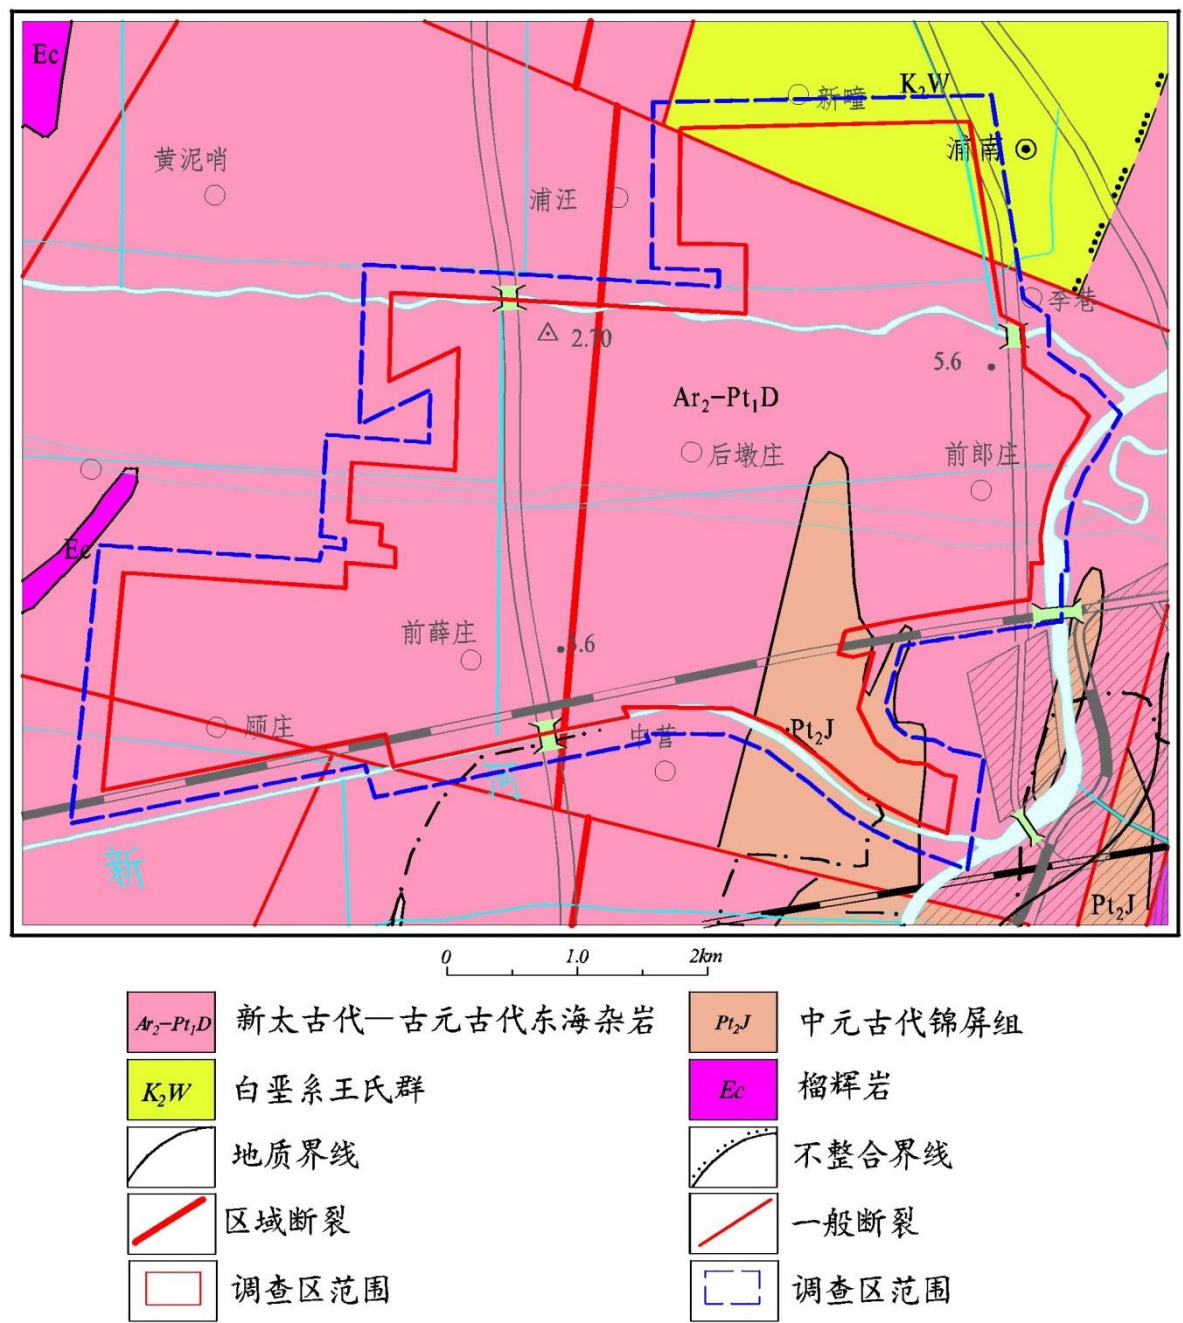 Ec
K₂W
新疃
浦南
黄泥哨
浦汪
李巷
2.70
5.6
Ar₂-Pt₁D
后墩庄
前郎庄
Ec
前薛庄
3.6
顾庄
中营
Pt₂J
河
新
Pt₂J
0 1.0 2km
Ar₂-Pt₁D 新太古代—古元古代东海杂岩
Pt₂J 中元古代锦屏组
K₂W 白垩系王氏群
Ec 榴辉岩
地质界线
不整合界线
区域断裂
一般断裂
调查区范围
调查区范围